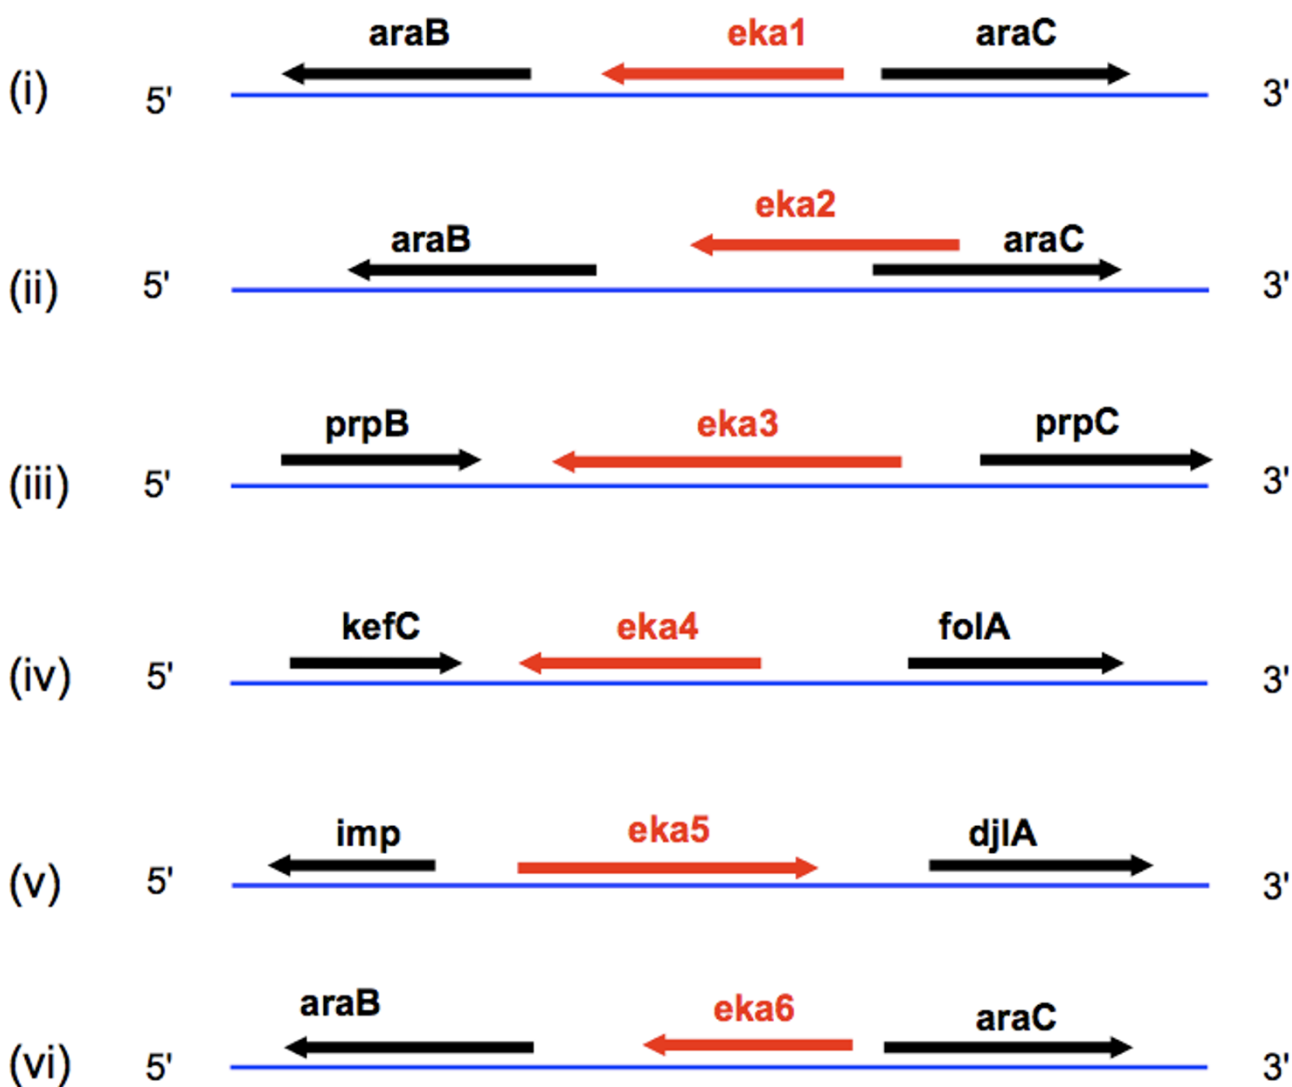 araB eka1 araC
(i) 5' 3'
eka2
araB araC
(ii) 5' 3'
prpB eka3 prpC
(iii) 5' 3'
kefC eka4 folA
(iv) 5' 3'
imp eka5 djlA
(v) 5' 3'
araB eka6 araC
(vi) 5' 3'